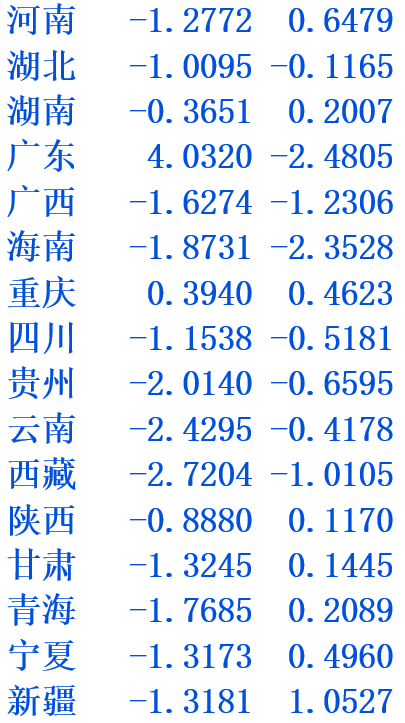 河南 -1.2772 0.6479
湖北 -1.0095 -0.1165
湖南 -0.3651 0.2007
广东 4.0320 -2.4805
广西 -1.6274 -1.2306
海南 -1.8731 -2.3528
重庆 0.3940 0.4623
四川 -1.1538 -0.5181
贵州 -2.0140 -0.6595
云南 -2.4295 -0.4178
西藏 -2.7204 -1.0105
陕西 -0.8880 0.1170
甘肃 -1.3245 0.1445
青海 -1.7685 0.2089
宁夏 -1.3173 0.4960
新疆 -1.3181 1.0527